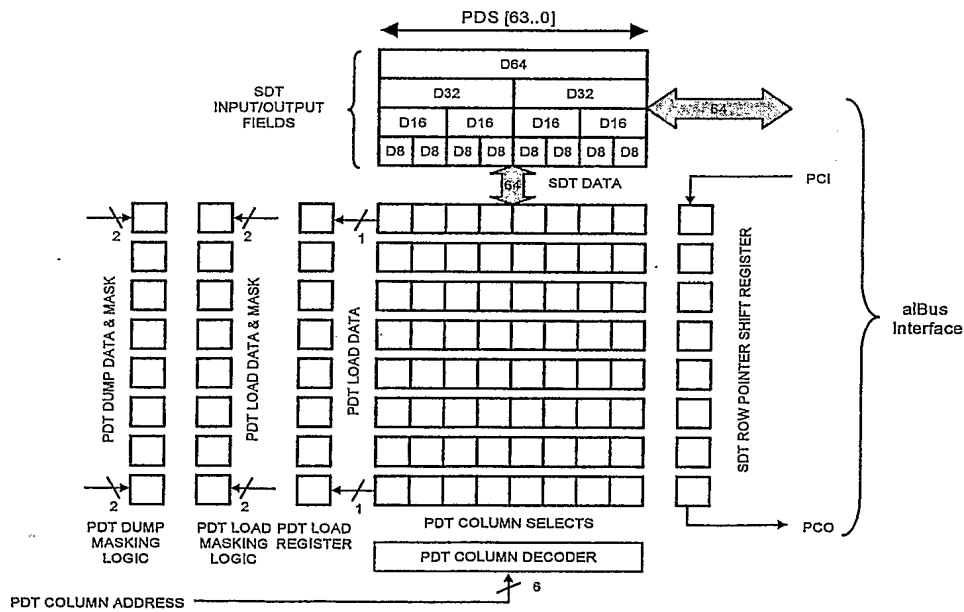 PDS [63..0]
SDT
INPUT/OUTPUT
FIELDS
D64
D32 D32
D16 D16 D16 D16
D8 D8 D8 D8 D8 D8 D8 D8
64
64
SDT DATA
PCI
2
2
1
PDT DUMP DATA & MASK
PDT LOAD DATA & MASK
PDT LOAD DATA
SDT ROW POINTER SHIFT REGISTER
alBus
Interface
2
2
1
PDT DUMP
MASKING
LOGIC
PDT LOAD
MASKING
LOGIC
PDT LOAD
REGISTER
PDT COLUMN SELECTS
PCO
PDT COLUMN DECODER
6
PDT COLUMN ADDRESS